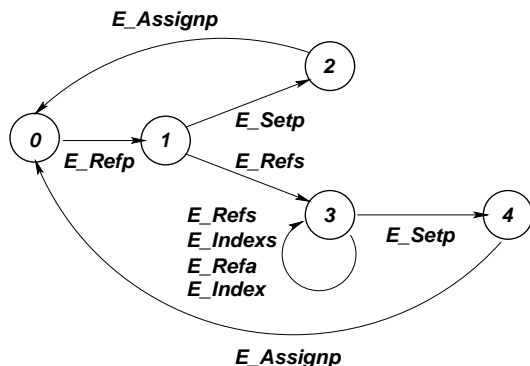 E_Assignp
2
0
1
E_Setp
E_Refp
E_Refs
E_Refs
3
4
E_Indexs
E_Setp
E_Refa
E_Index
E_Assignp